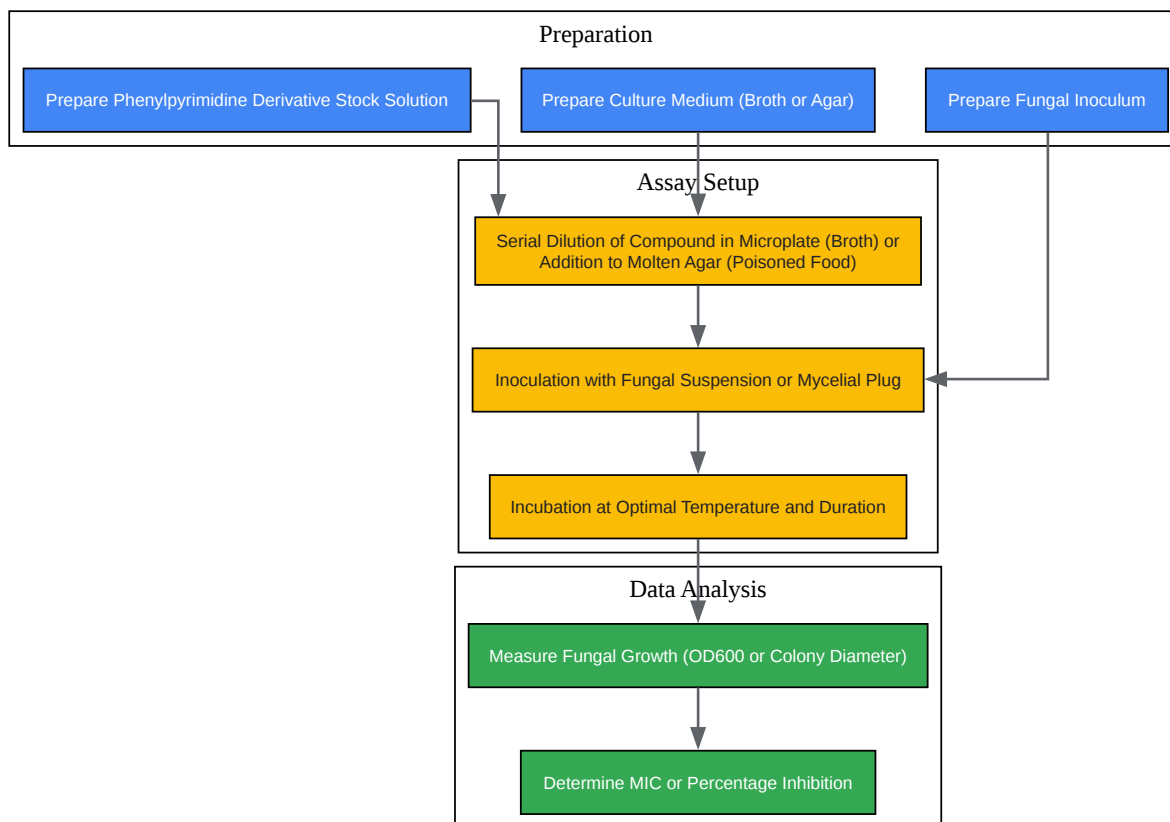 Preparation
Prepare Phenylpyrimidine Derivative Stock Solution
Prepare Culture Medium (Broth or Agar)
Prepare Fungal Inoculum
Assay Setup
Serial Dilution of Compound in Microplate (Broth) or
Addition to Molten Agar (Poisoned Food)
Inoculation with Fungal Suspension or Mycelial Plug
Incubation at Optimal Temperature and Duration
Data Analysis
Measure Fungal Growth (OD600 or Colony Diameter)
Determine MIC or Percentage Inhibition